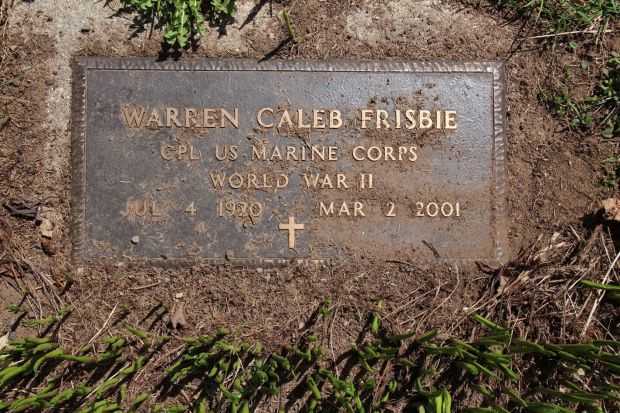 WARREN CALEB FRISBIE
CPL US MARINE CORPS
WORLD WAR II
JUL 4 1920 MAR 2 2001